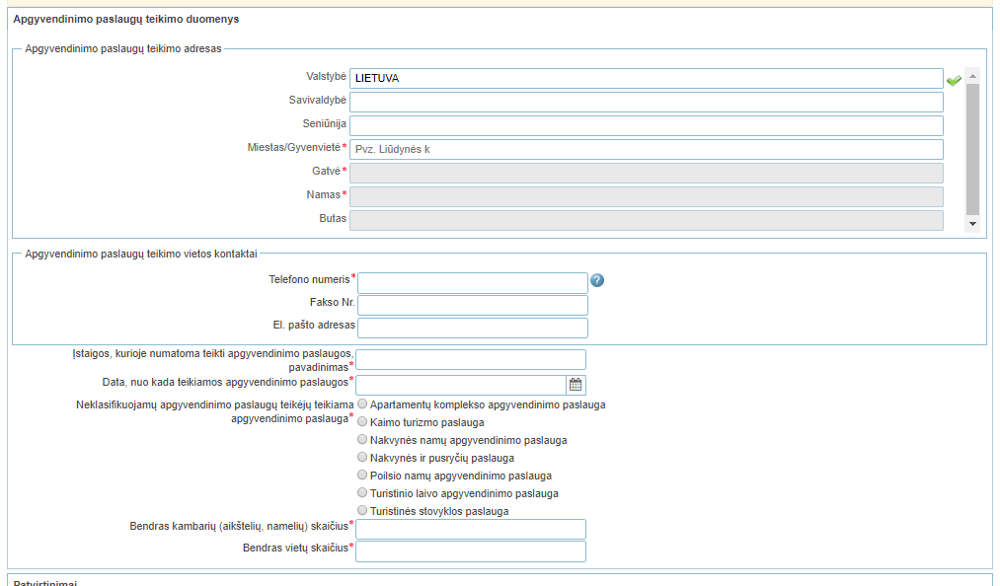 Apgyvendinimo paslaugų teikimo duomenys
Apgyvendinimo paslaugų teikimo adresas
Valstybė LIETUVA
Savivaldybė
Seniūnija
Miestas/Gyvenvietė* Pvz. Liūdynės k
Gatvė*
Namas*
Butas
Apgyvendinimo paslaugų teikimo vietos kontaktai
Telefono numeris* ?
Fakso Nr.
El. pašto adresas
Įstaigos, kurioje numatoma teikti apgyvendinimo paslaugos,
pavadinimas*
Data, nuo kada teikiamos apgyvendinimo paslaugos*
Neklasifikuojamų apgyvendinimo paslaugų teikėjų teikiama
apgyvendinimo paslauga*
Apartamentų komplekso apgyvendinimo paslauga
Kaimo turizmo paslauga
Nakvynės namų apgyvendinimo paslauga
Nakvynės ir pusryčių paslauga
Poilsio namų apgyvendinimo paslauga
Turistinio laivo apgyvendinimo paslauga
Turistinės stovyklos paslauga
Bendras kambarių (aikštelių, namelių) skaičius*
Bendras vietų skaičius*
Patvirtinimai